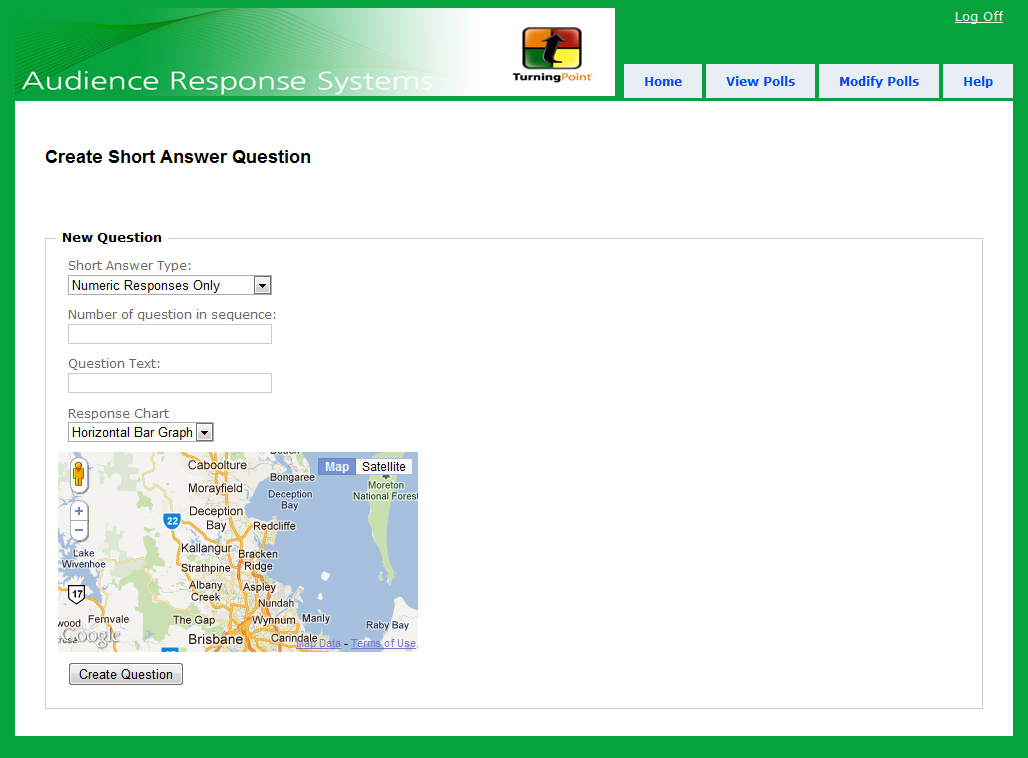 Log Off
Audience Response Systems
TurningPoint
Home
View Polls
Modify Polls
Help
Create Short Answer Question
New Question
Short Answer Type:
Numeric Responses Only
Number of question in sequence:
Question Text:
Response Chart
Horizontal Bar Graph
Caboolture
Map
Satellite
Bongaree
Morayfield
Moreton
National Forest
Deception
Bay
Deception
Bay
22
Redcliffe
Kallangur
Bracken
Ridge
Lake
Wivenhoe
Strathpine
Albany
Creek
Aspley
17
Nundah
Fernvale
The Gap
Wynnum
Manly
Raby Bay
wood
Google
Brisbane
Carindale
Map Data - Terms of Use
Create Question